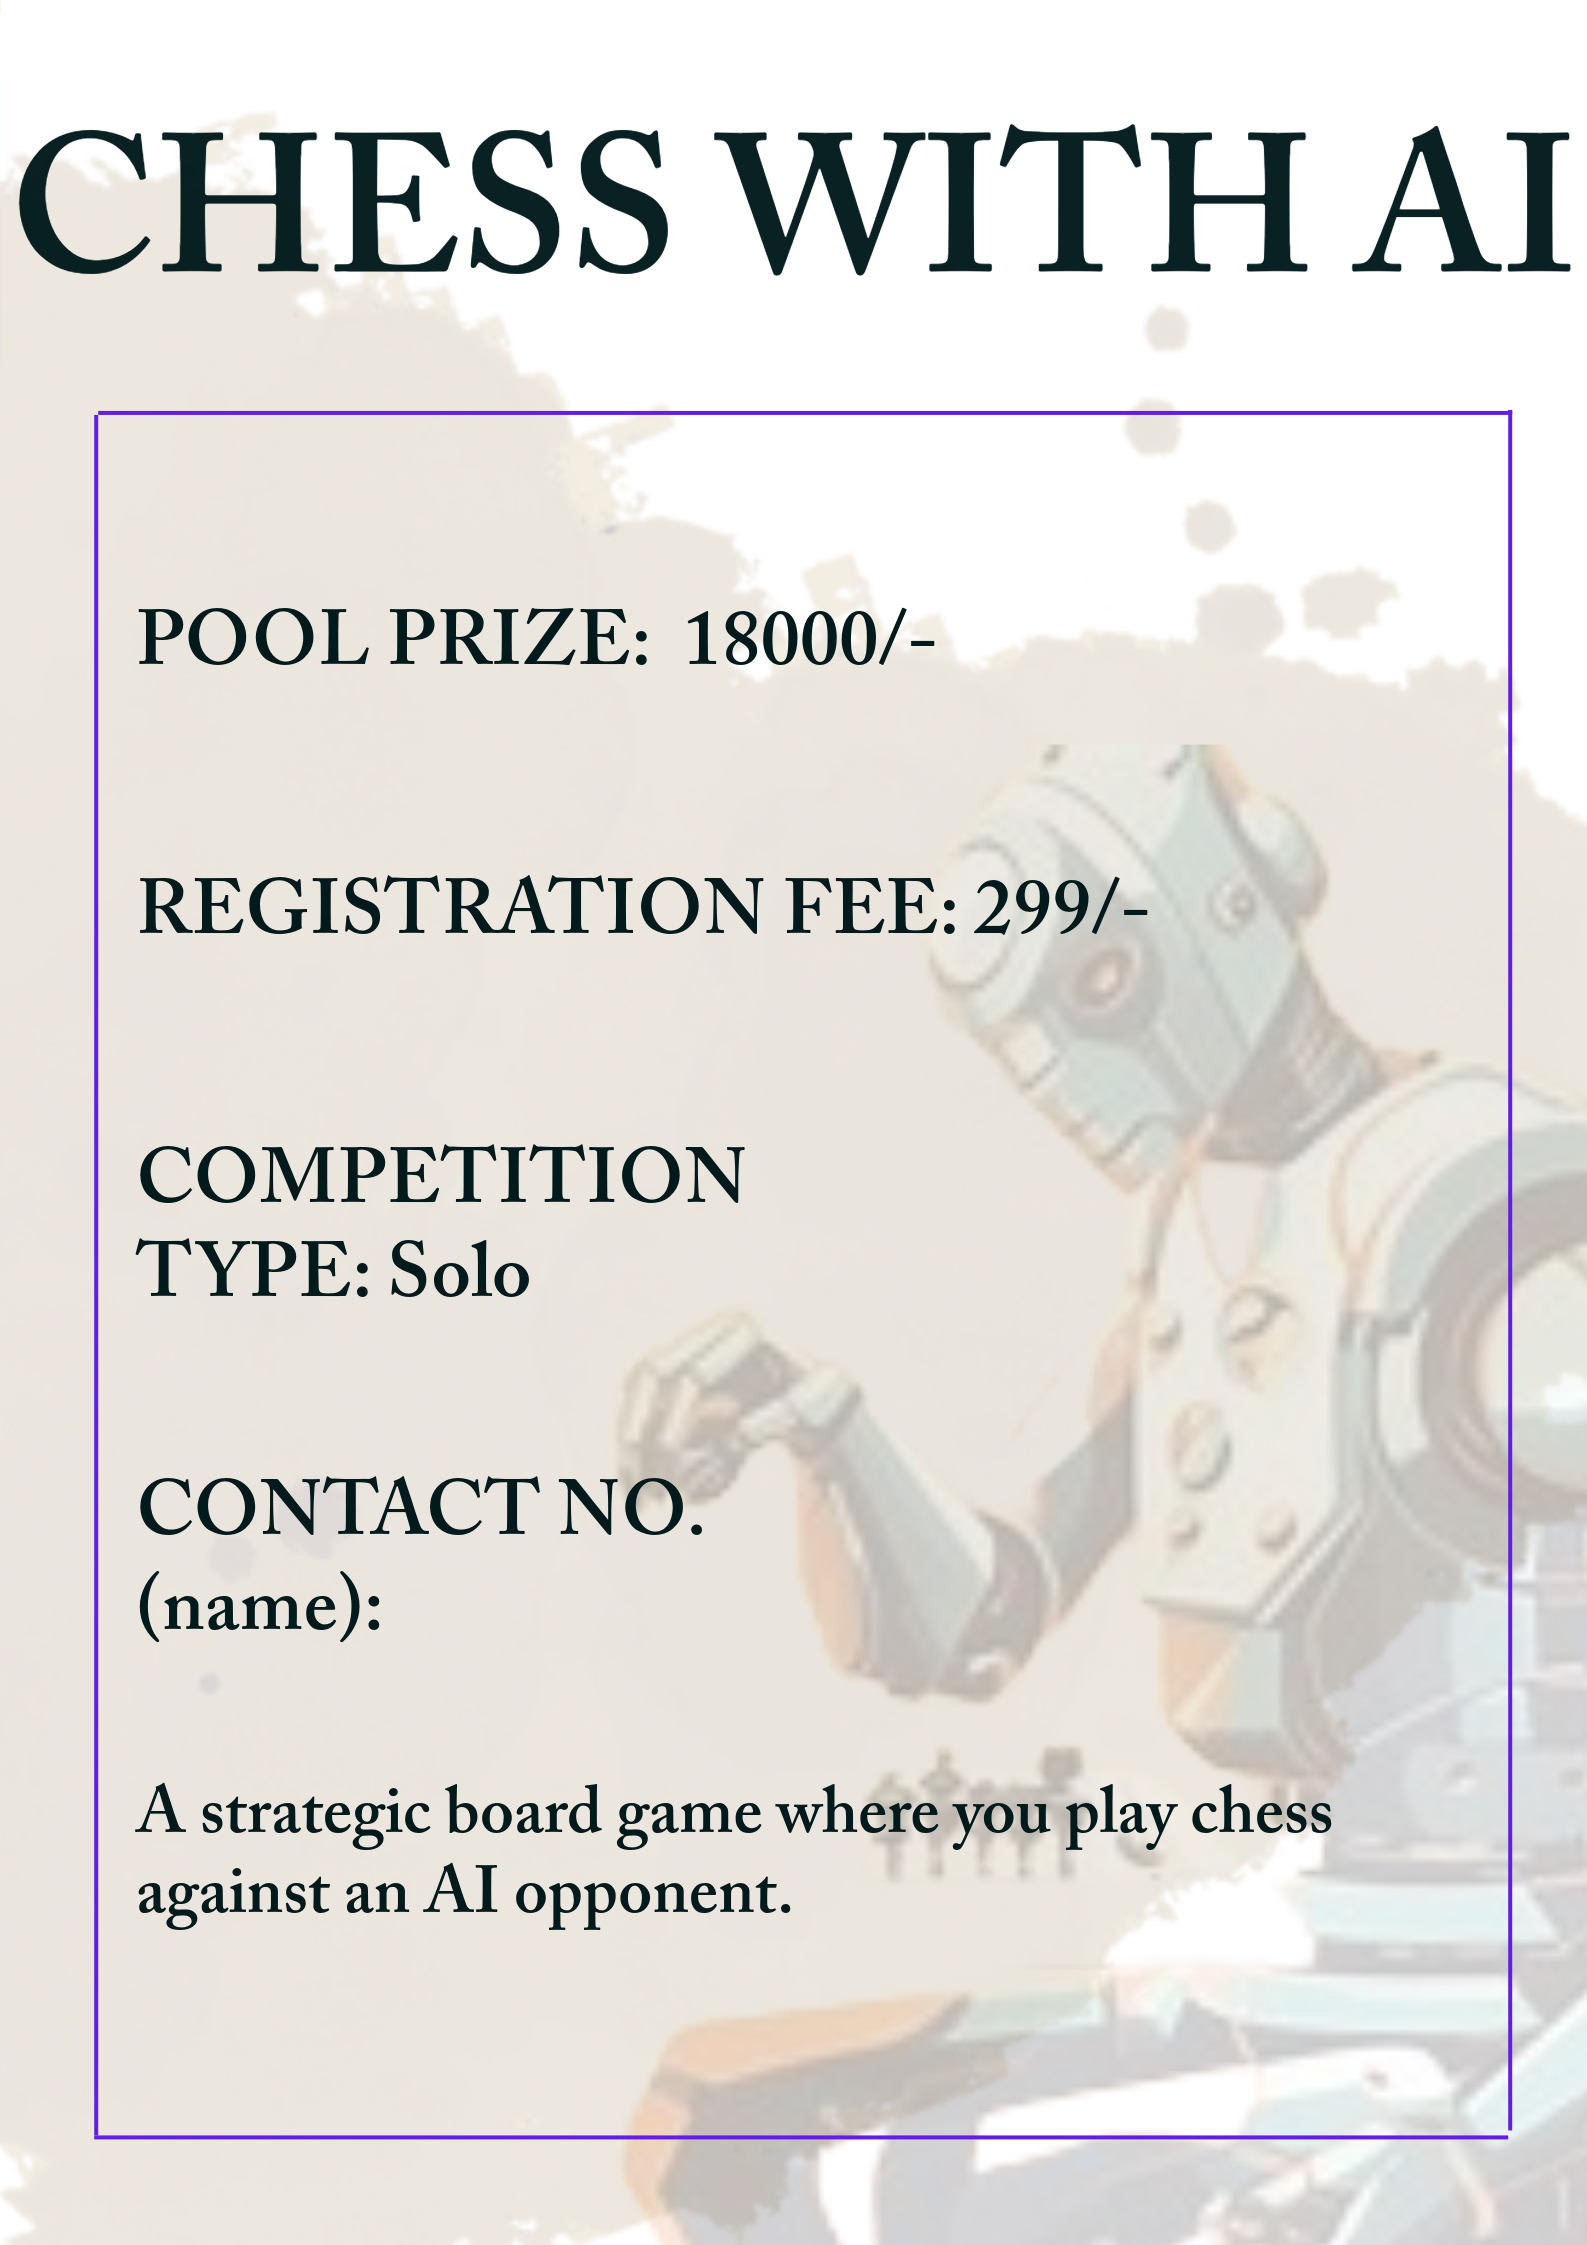 CHESS WITH AI
POOL PRIZE: 18000/-
REGISTRATION FEE: 299/-
COMPETITION
TYPE: Solo
CONTACT NO.
(name):
A strategic board game where you play chess
against an AI opponent.